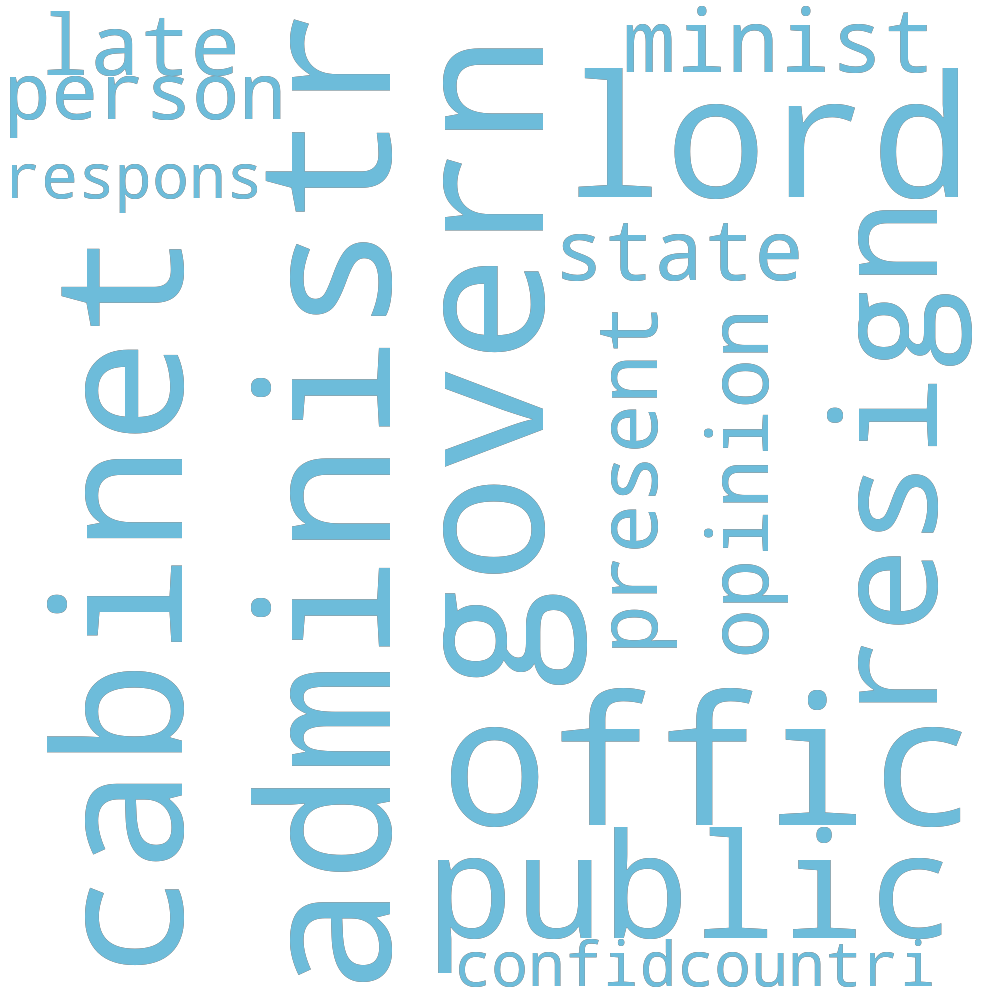 late
person
respons
minist
lord
state
cabinet
administr
govern
present
opinion
resign
offic
public
confid
countri